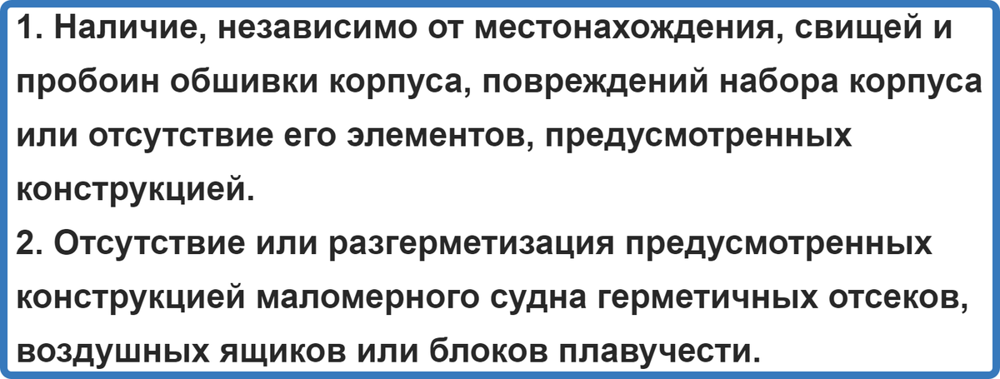 1. Наличие, независимо от местонахождения, свищей и
пробоин обшивки корпуса, повреждений набора корпуса
или отсутствие его элементов, предусмотренных
конструкцией.
2. Отсутствие или разгерметизация предусмотренных
конструкцией маломерного судна герметичных отсеков,
воздушных ящиков или блоков плавучести.